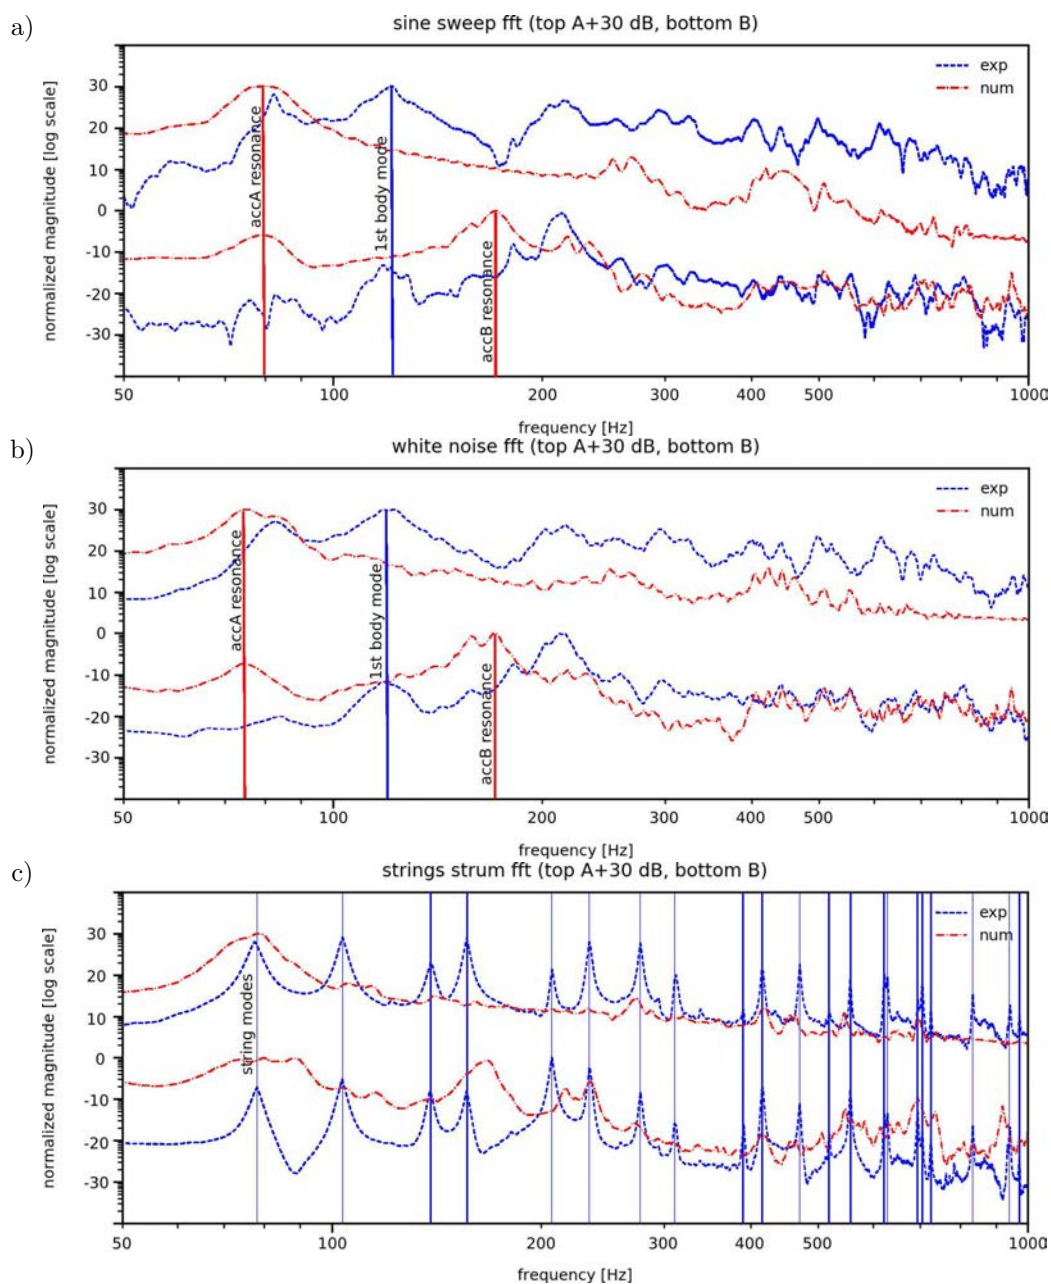 a)
sine sweep fft (top A+30 dB, bottom B)
normalized magnitude [log scale]
30
20
10
0
-10
-20
-30
exp
num
accA resonance
1st body mode
accB resonance
50 100 200 300 400 500 1000
frequency [Hz]
b)
white noise fft (top A+30 dB, bottom B)
normalized magnitude [log scale]
30
20
10
0
-10
-20
-30
exp
num
accA resonance
1st body mode
accB resonance
50 100 200 300 400 500 1000
frequency [Hz]
c)
strings strum fft (top A+30 dB, bottom B)
normalized magnitude [log scale]
30
20
10
0
-10
-20
-30
exp
num
string modes
50 100 200 300 400 500 1000
frequency [Hz]